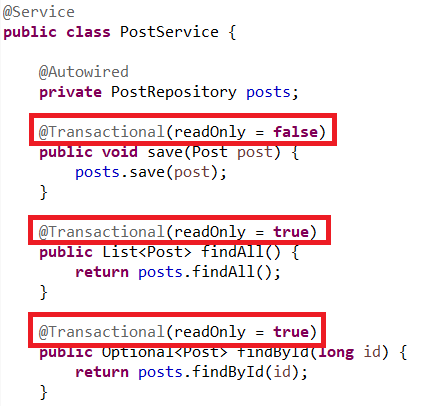 @Service
public class PostService {
@Autowired
private PostRepository posts;
@Transactional(readOnly = false)
public void save(Post post) {
posts.save(post);
}
@Transactional(readOnly = true)
public List<Post> findAll() {
return posts.findAll();
}
@Transactional(readOnly = true)
public Optional<Post> findById(long id) {
return posts.findById(id);
}